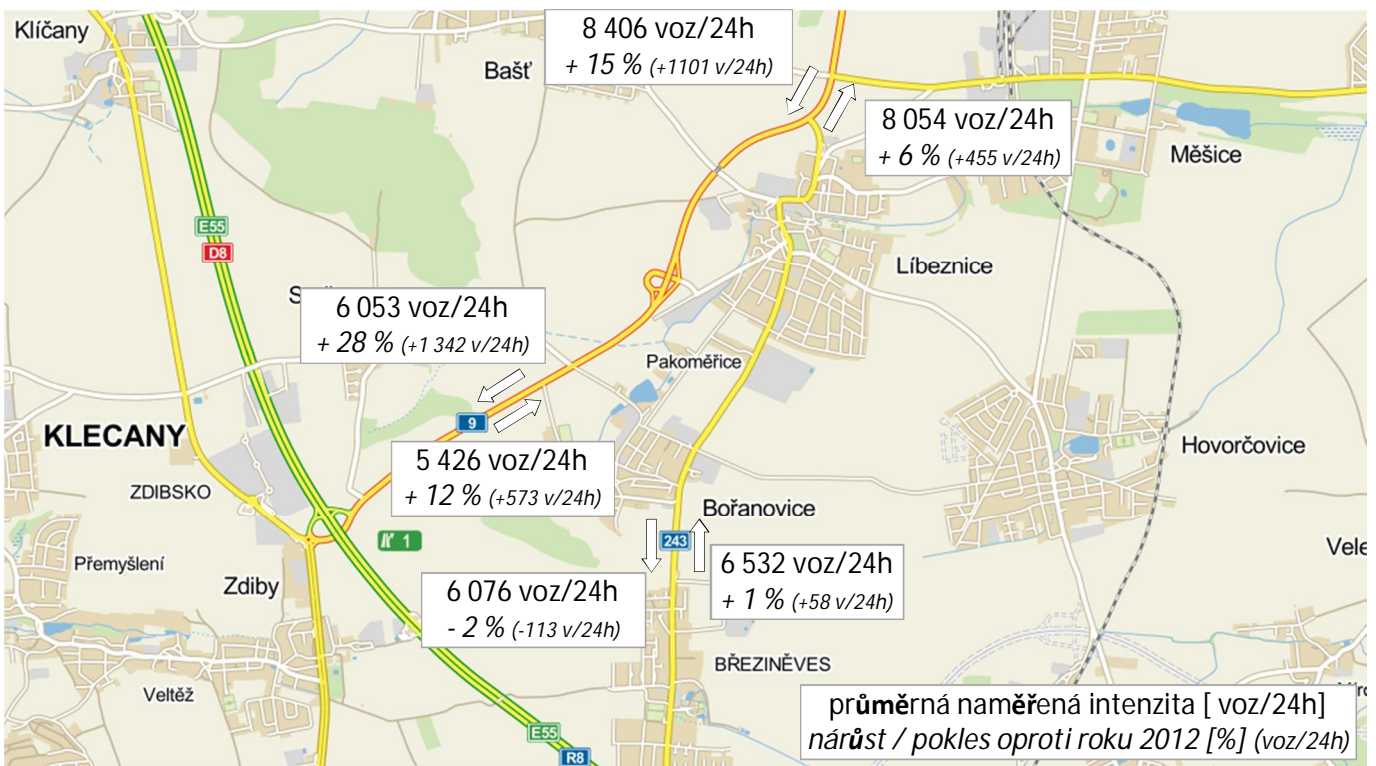 Klíčany
8 406 voz/24h
+ 15 % (+1101 v/24h)
Bašť
8 054 voz/24h
+ 6 % (+455 v/24h)
Měšice
E55
D8
Líbeznice
6 053 voz/24h
+ 28 % (+1 342 v/24h)
Pakoměřice
9
KLECANY
Hovorčovice
5 426 voz/24h
+ 12 % (+573 v/24h)
ZDIBSKO
Bořanovice
1
243
Přemyšlení
6 532 voz/24h
+ 1 % (+58 v/24h)
Zdiby
6 076 voz/24h
- 2 % (-113 v/24h)
BŘEZINĚVES
Veltěž
průměrná naměřená intenzita [ voz/24h]
nárůst / pokles oproti roku 2012 [%] (voz/24h)
E55
R8